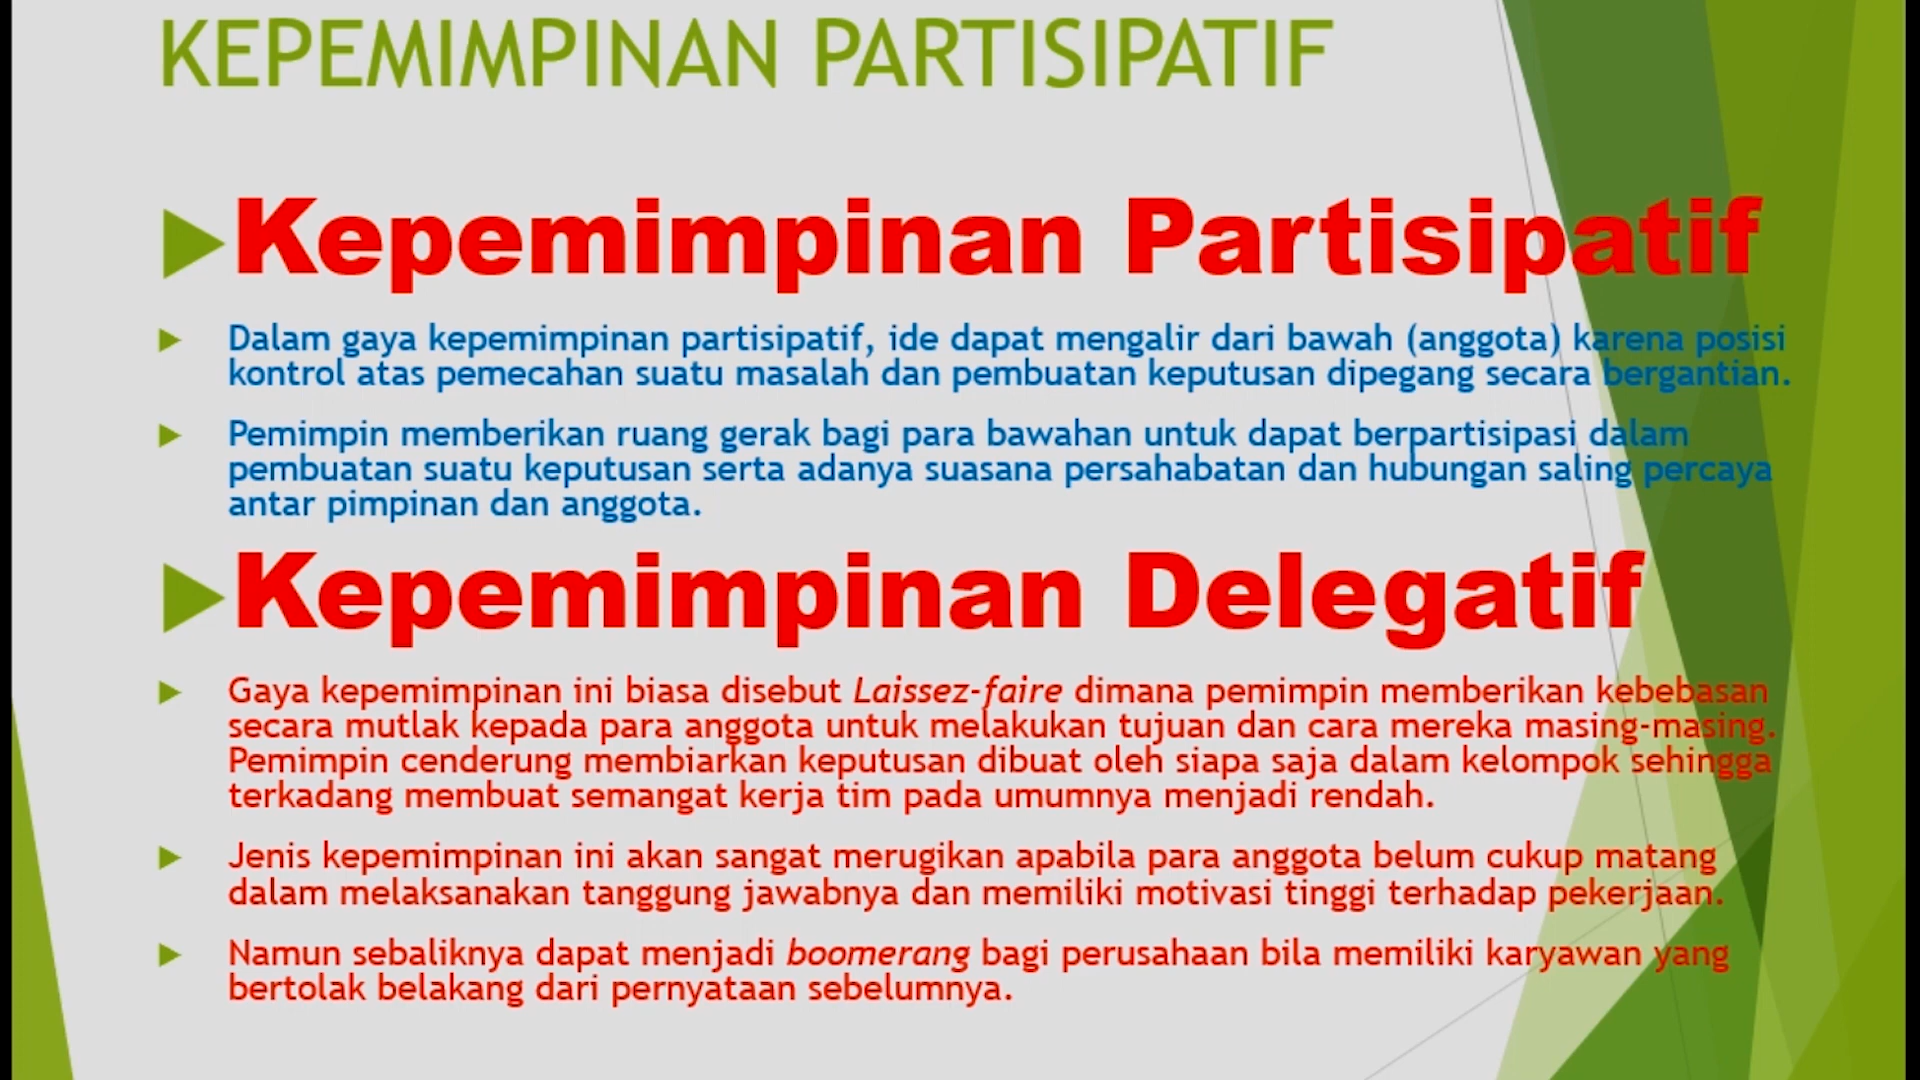 KEPEMIMPINAN PARTISIPATIF
Kepemimpinan Partisipatif
Dalam gaya kepemimpinan partisipatif, ide dapat mengalir dari bawah (anggota) karena posisi
kontrol atas pemecahan suatu masalah dan pembuatan keputusan dipegang secara bergantian.
Pemimpin memberikan ruang gerak bagi para bawahan untuk dapat berpartisipasi dalam
pembuatan suatu keputusan serta adanya suasana persahabatan dan hubungan saling percaya
antar pimpinan dan anggota.
Kepemimpinan Delegatif
Gaya kepemimpinan ini biasa disebut Laissez-faire dimana pemimpin memberikan kebebasan
secara mutlak kepada para anggota untuk melakukan tujuan dan cara mereka masing-masing.
Pemimpin cenderung membiarkan keputusan dibuat oleh siapa saja dalam kelompok sehingga
terkadang membuat semangat kerja tim pada umumnya menjadi rendah.
Jenis kepemimpinan ini akan sangat merugikan apabila para anggota belum cukup matang
dalam melaksanakan tanggung jawabnya dan memiliki motivasi tinggi terhadap pekerjaan.
Namun sebaliknya dapat menjadi boomerang bagi perusahaan bila memiliki karyawan yang
bertolak belakang dari pernyataan sebelumnya.